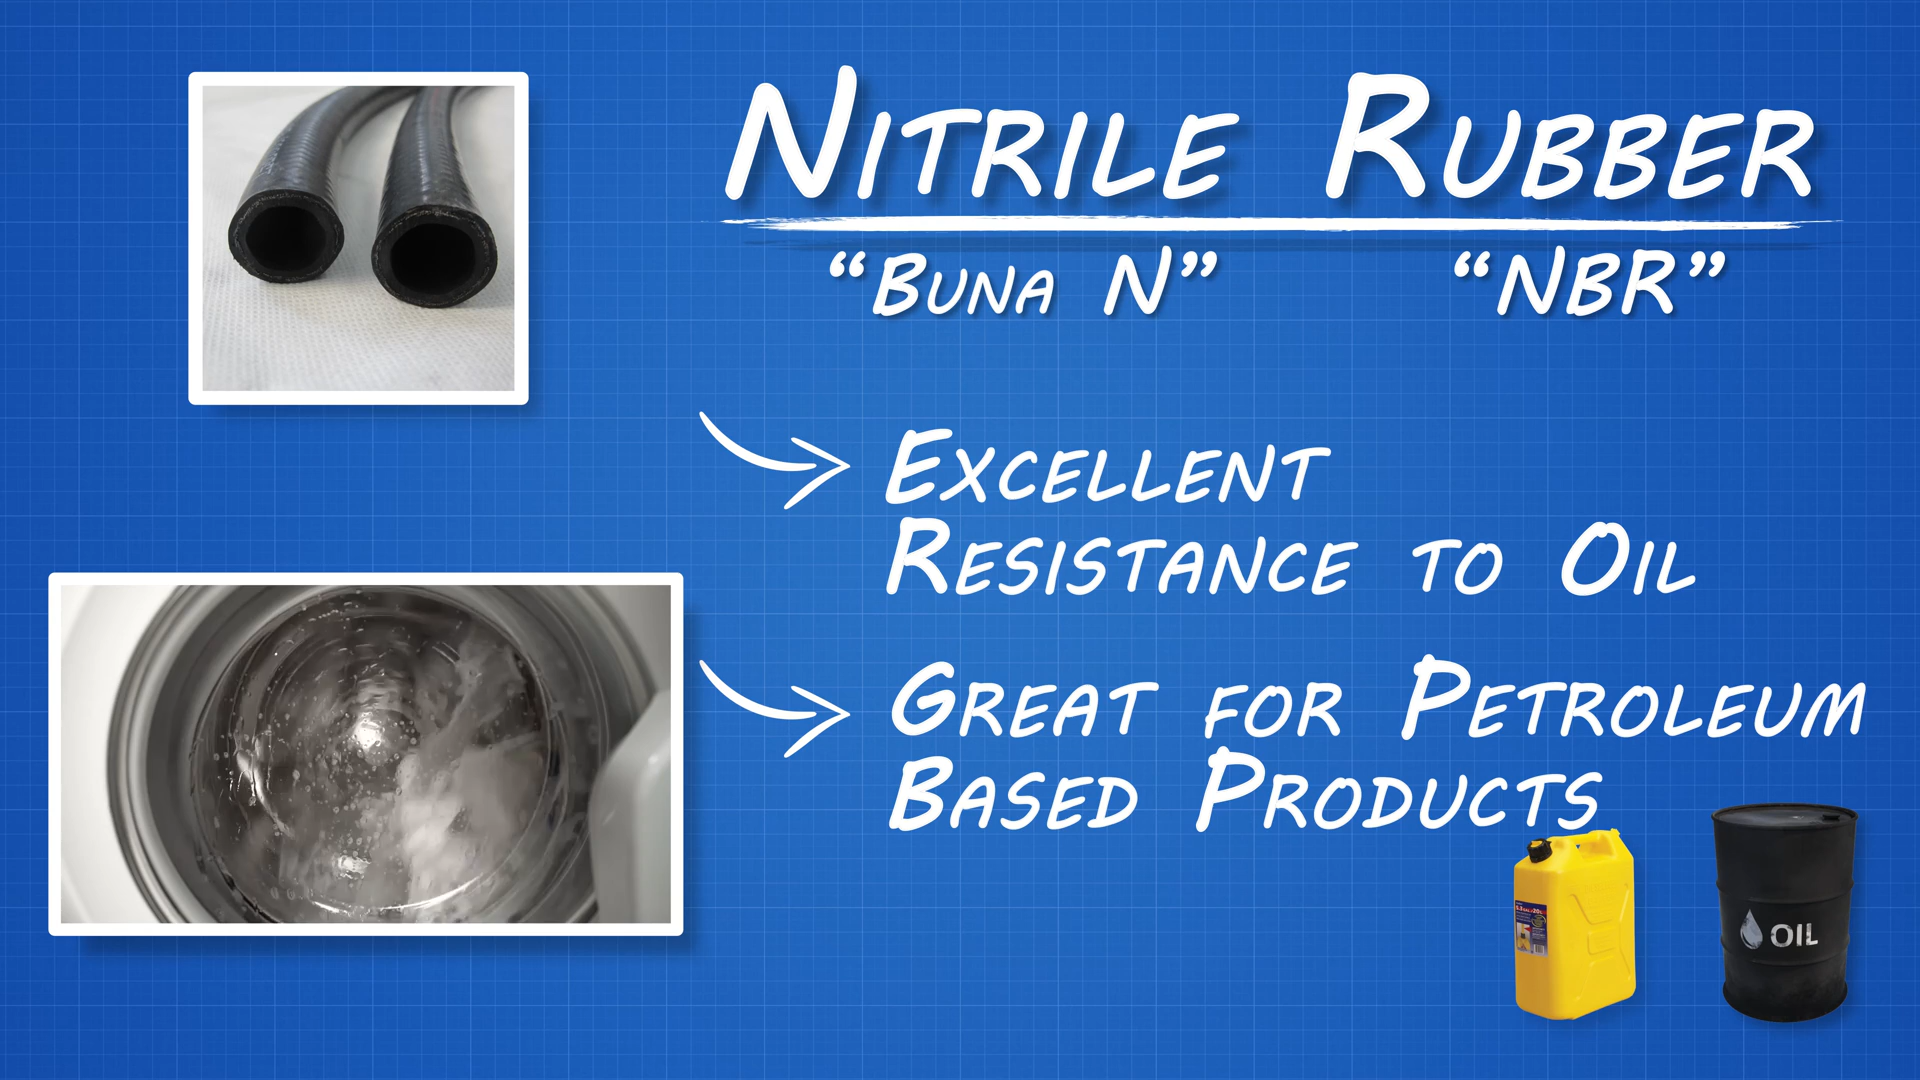 Nitrile Rubber
“Buna N” “NBR”
Excellent
Resistance to Oil
Great for Petroleum
Based Products
OIL